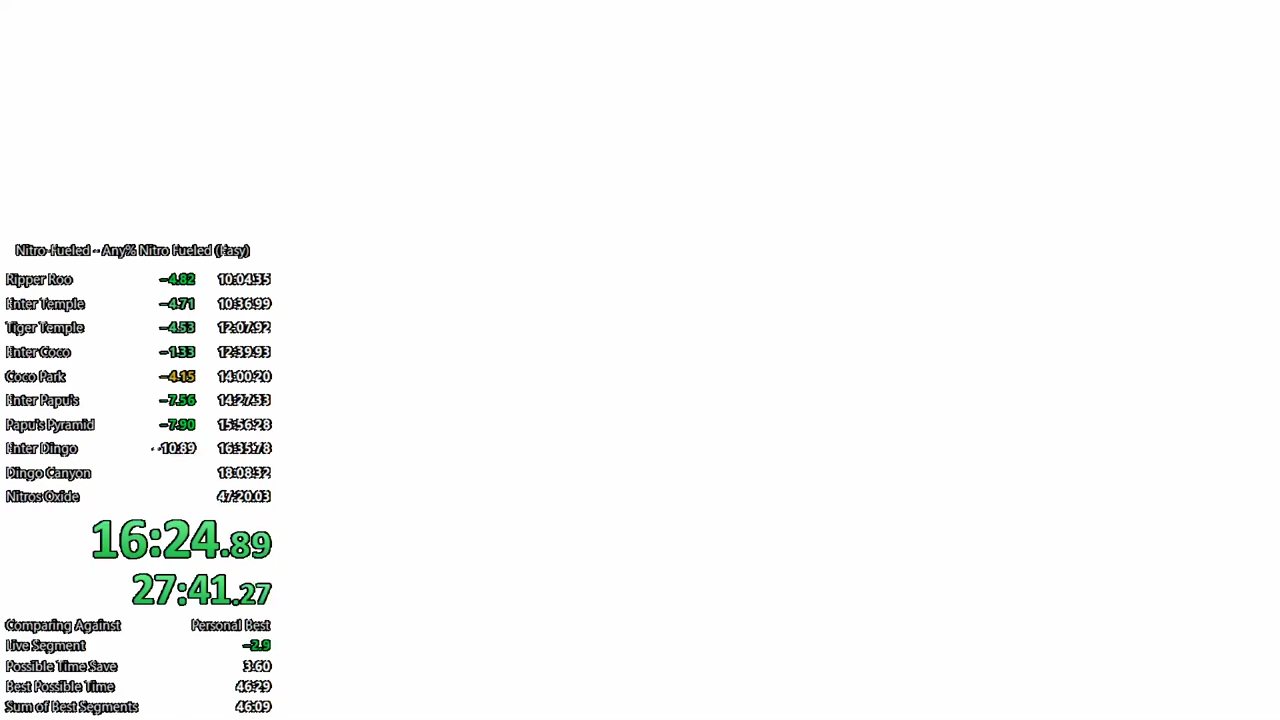 Nitro-Fueled - Any% Nitro Fueled (Easy)
Ripper Roo −4.82 10:04.35
Enter Temple −4.71 10:36.99
Tiger Temple −4.53 12:07.92
Enter Coco −1.33 12:39.93
Coco Park −4.15 14:00.20
Enter Papu's −7.56 14:27.33
Papu's Pyramid −7.90 15:56.28
Enter Dingo −10.89 16:35.78
Dingo Canyon 18:08.32
Nitros Oxide 47:20.03
16:24.89
27:41.27
Comparing Against Personal Best
Live Segment −2.9
Possible Time Save 3.60
Best Possible Time 46:29
Sum of Best Segments 46:09